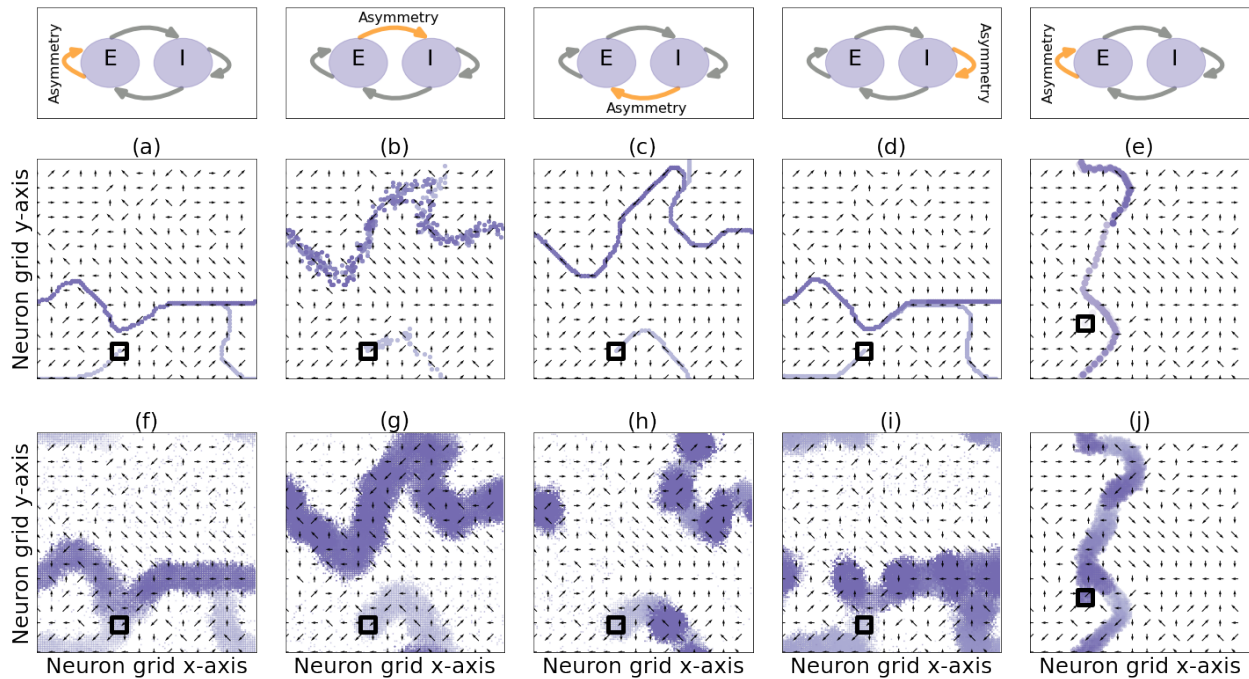 Asymmetry
E I
Asymmetry
E I
E I
Asymmetry
E I
Asymmetry
Asymmetry
E I
(a) (b) (c) (d) (e)
Neuron grid y-axis
(f) (g) (h) (i) (j)
Neuron grid y-axis
Neuron grid x-axis Neuron grid x-axis Neuron grid x-axis Neuron grid x-axis Neuron grid x-axis